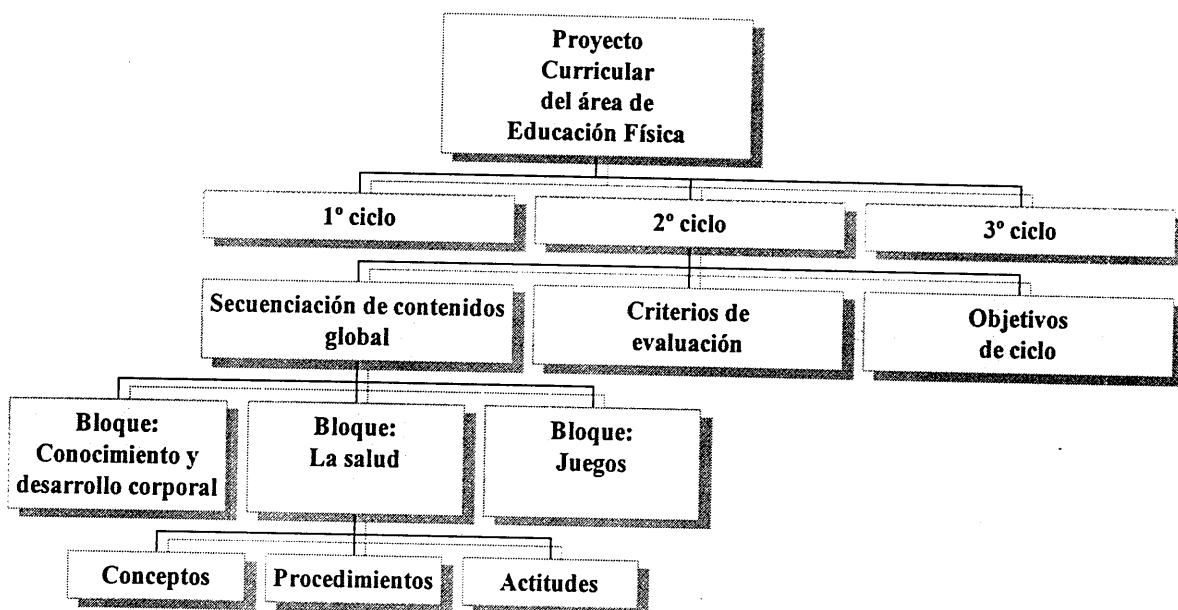 Proyecto
Curricular
del área de
Educación Física
1º ciclo
2º ciclo
3º ciclo
Secuenciación de contenidos
global
Criterios de
evaluación
Objetivos
de ciclo
Bloque:
Conocimiento y
desarrollo corporal
Bloque:
La salud
Bloque:
Juegos
Conceptos
Procedimientos
Actitudes